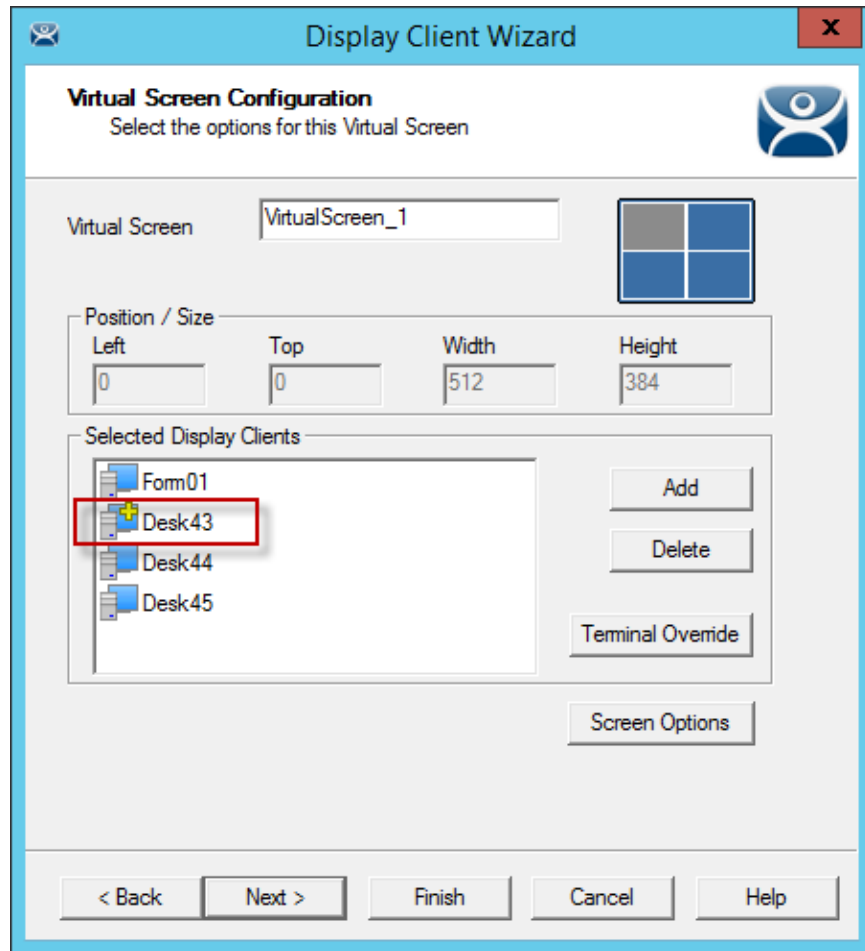 Display Client Wizard
x
Virtual Screen Configuration
Select the options for this Virtual Screen
Virtual Screen
VirtualScreen_1
Position / Size
Left Top Width Height
0 0 512 384
Selected Display Clients
Form01
Desk43
Desk44
Desk45
Add
Delete
Terminal Override
Screen Options
< Back Next > Finish Cancel Help